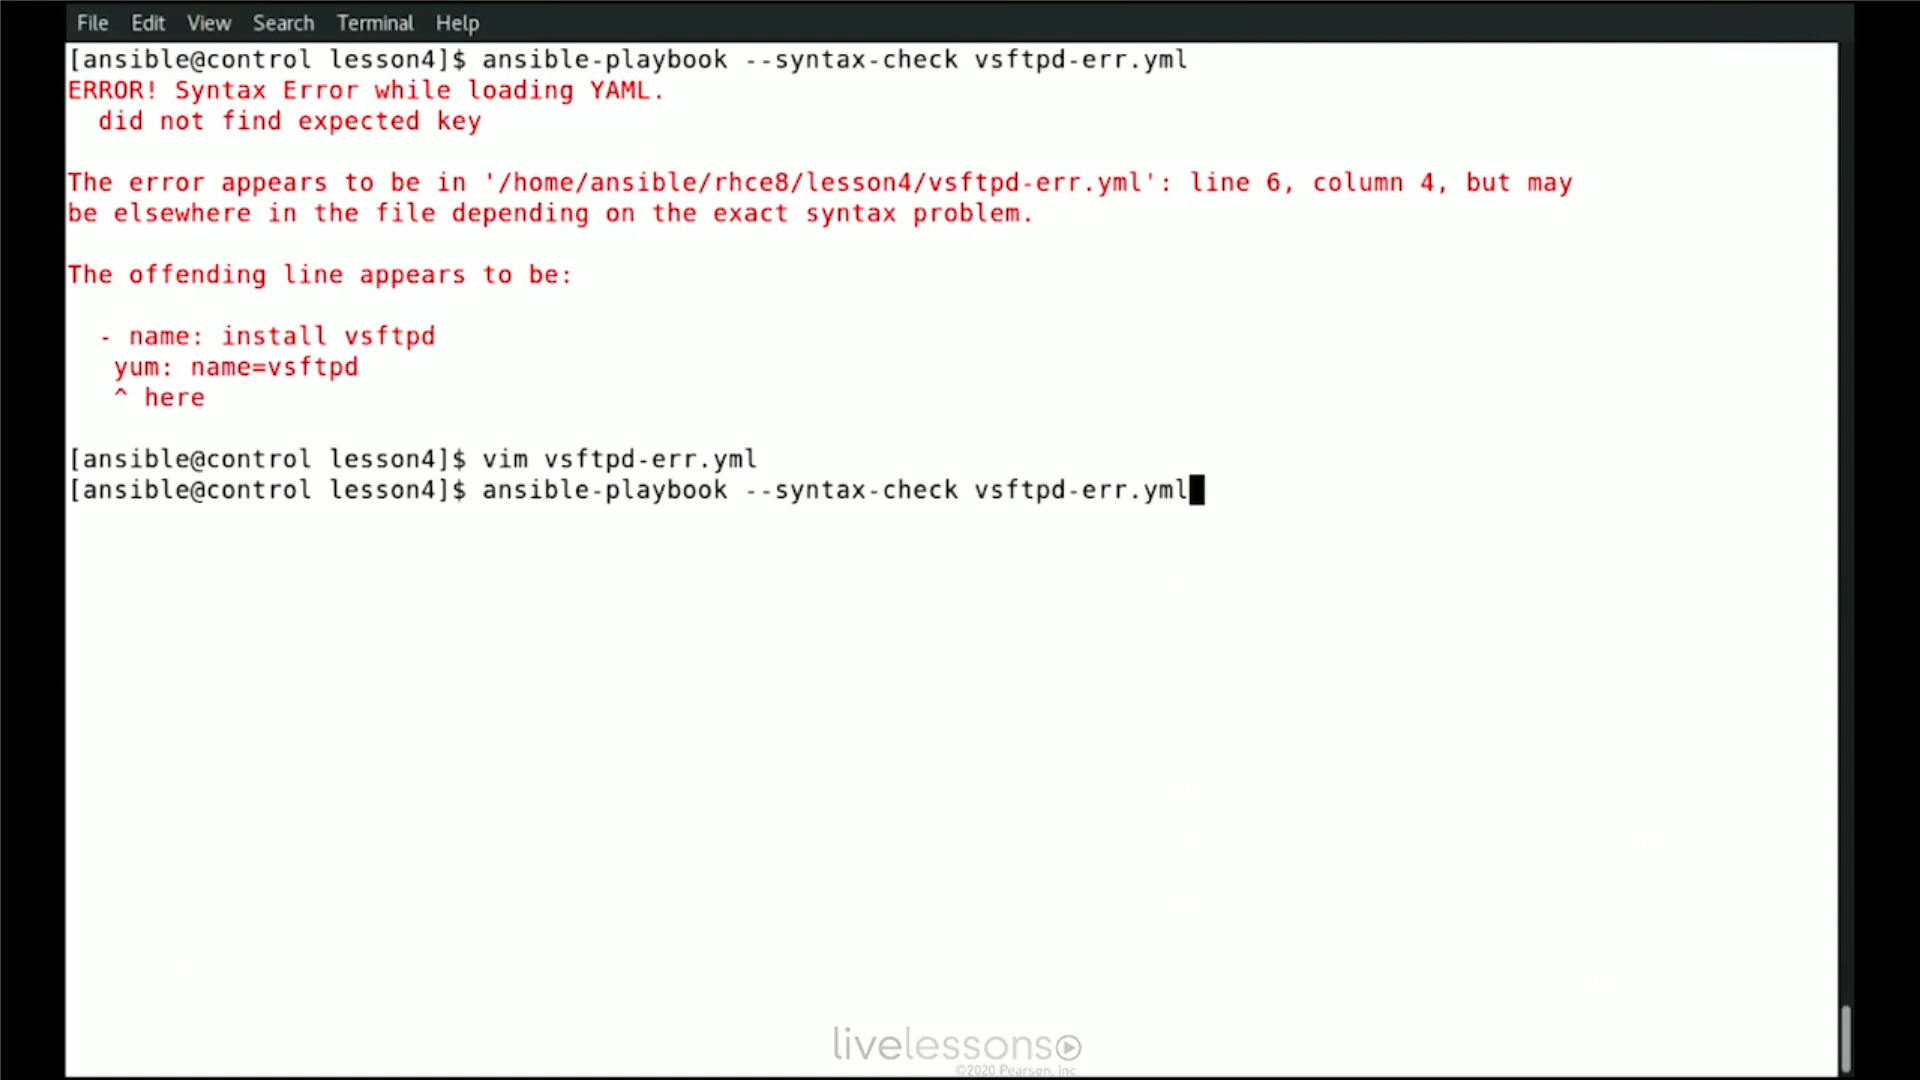 File Edit View Search Terminal Help
[ansible@control lesson4]$ ansible-playbook --syntax-check vsftpd-err.yml
ERROR! Syntax Error while loading YAML.
  did not find expected key

The error appears to be in '/home/ansible/rhce8/lesson4/vsftpd-err.yml': line 6, column 4, but may
be elsewhere in the file depending on the exact syntax problem.

The offending line appears to be:

  - name: install vsftpd
   yum: name=vsftpd
   ^ here

[ansible@control lesson4]$ vim vsftpd-err.yml
[ansible@control lesson4]$ ansible-playbook --syntax-check vsftpd-err.yml
livelessons
©2020 Pearson, Inc.